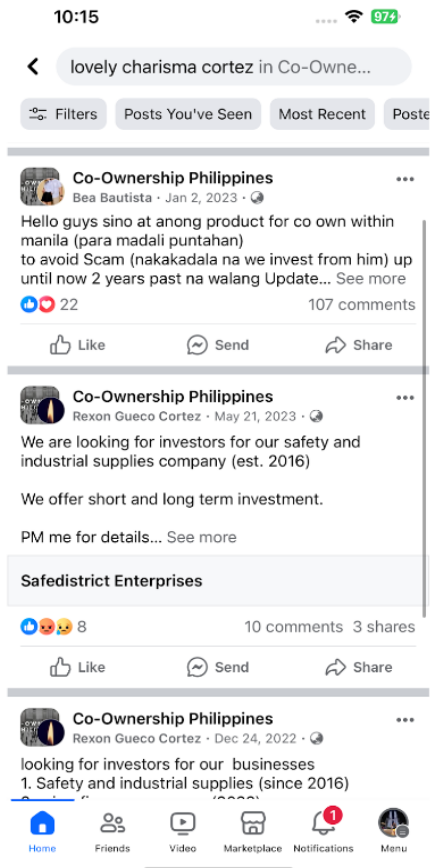 10:15
97
lovely charisma cortez in Co-Owne...
Filters
Posts You've Seen
Most Recent
Poste
Co-Ownership Philippines
Bea Bautista · Jan 2, 2023 ·
Hello guys sino at anong product for co own within
manila (para madali puntahan)
to avoid Scam (nakakadala na we invest from him) up
until now 2 years past na walang Update... See more
22
107 comments
Like
Send
Share
Co-Ownership Philippines
Rexon Gueco Cortez · May 21, 2023 ·
We are looking for investors for our safety and
industrial supplies company (est. 2016)
We offer short and long term investment.
PM me for details... See more
Safedistrict Enterprises
8
10 comments 3 shares
Like
Send
Share
Co-Ownership Philippines
Rexon Gueco Cortez · Dec 24, 2022 ·
looking for investors for our businesses
1. Safety and industrial supplies (since 2016)
1
Home
Friends
Video
Marketplace
Notifications
Menu